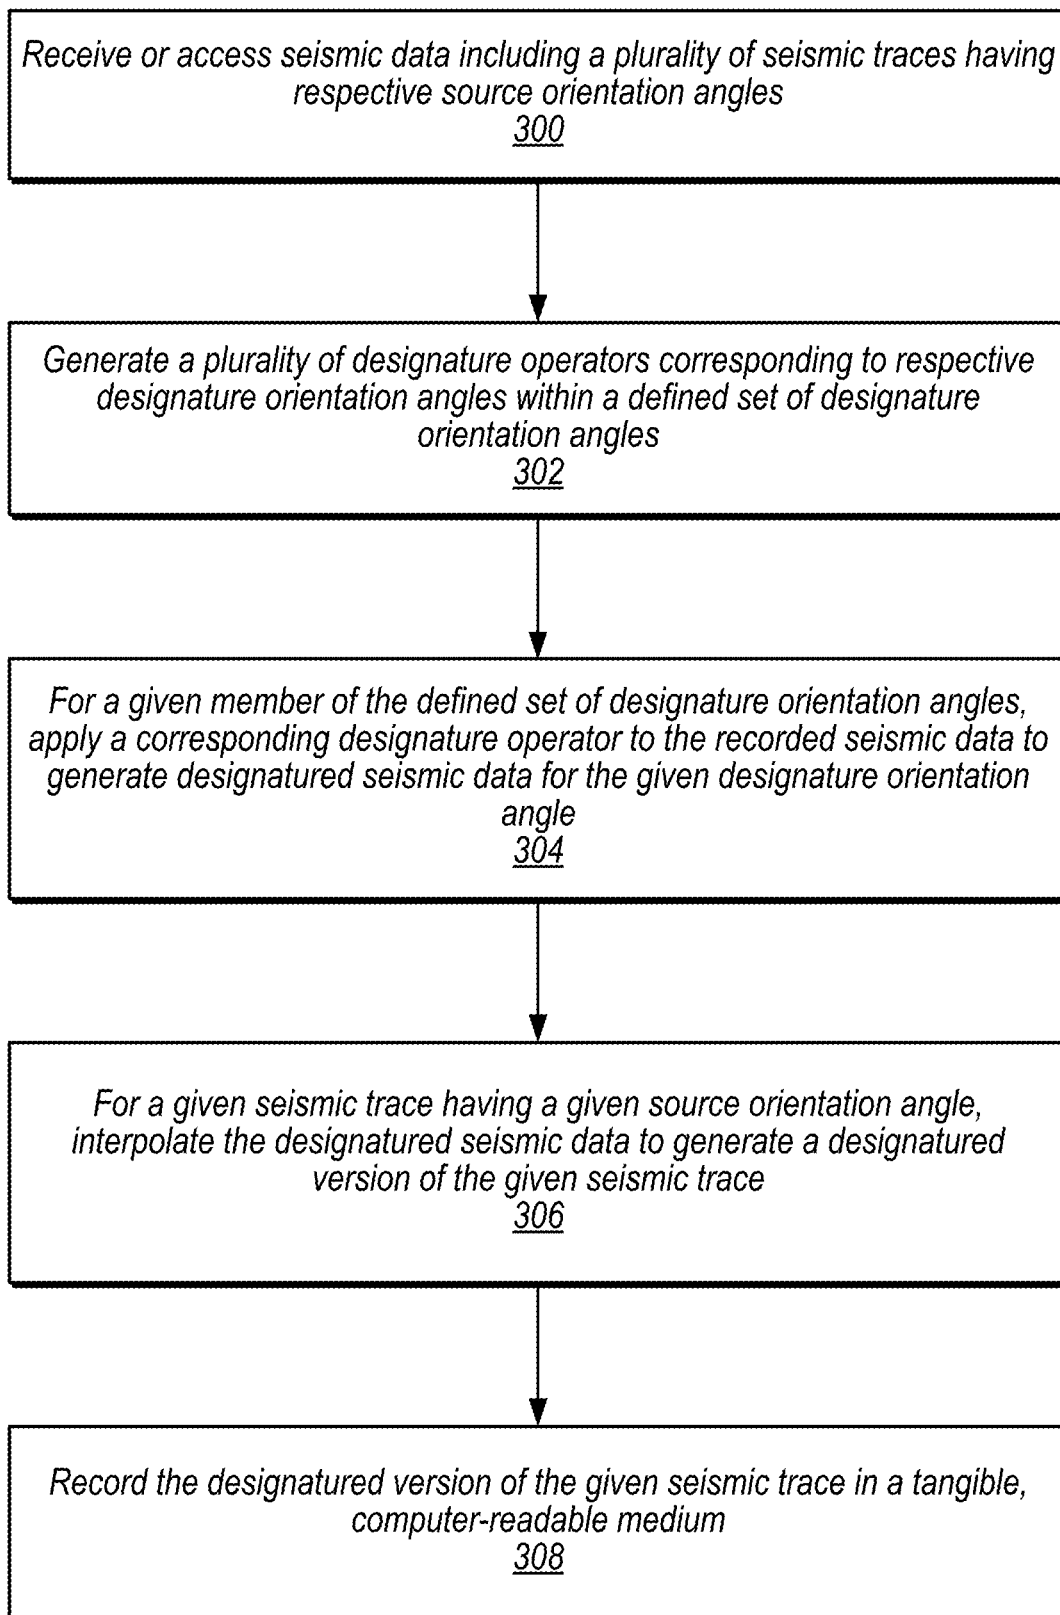 Receive or access seismic data including a plurality of seismic traces having
respective source orientation angles
300
Generate a plurality of designature operators corresponding to respective
designature orientation angles within a defined set of designature
orientation angles
302
For a given member of the defined set of designature orientation angles,
apply a corresponding designature operator to the recorded seismic data to
generate designatured seismic data for the given designature orientation
angle
304
For a given seismic trace having a given source orientation angle,
interpolate the designatured seismic data to generate a designatured
version of the given seismic trace
306
Record the designatured version of the given seismic trace in a tangible,
computer-readable medium
308